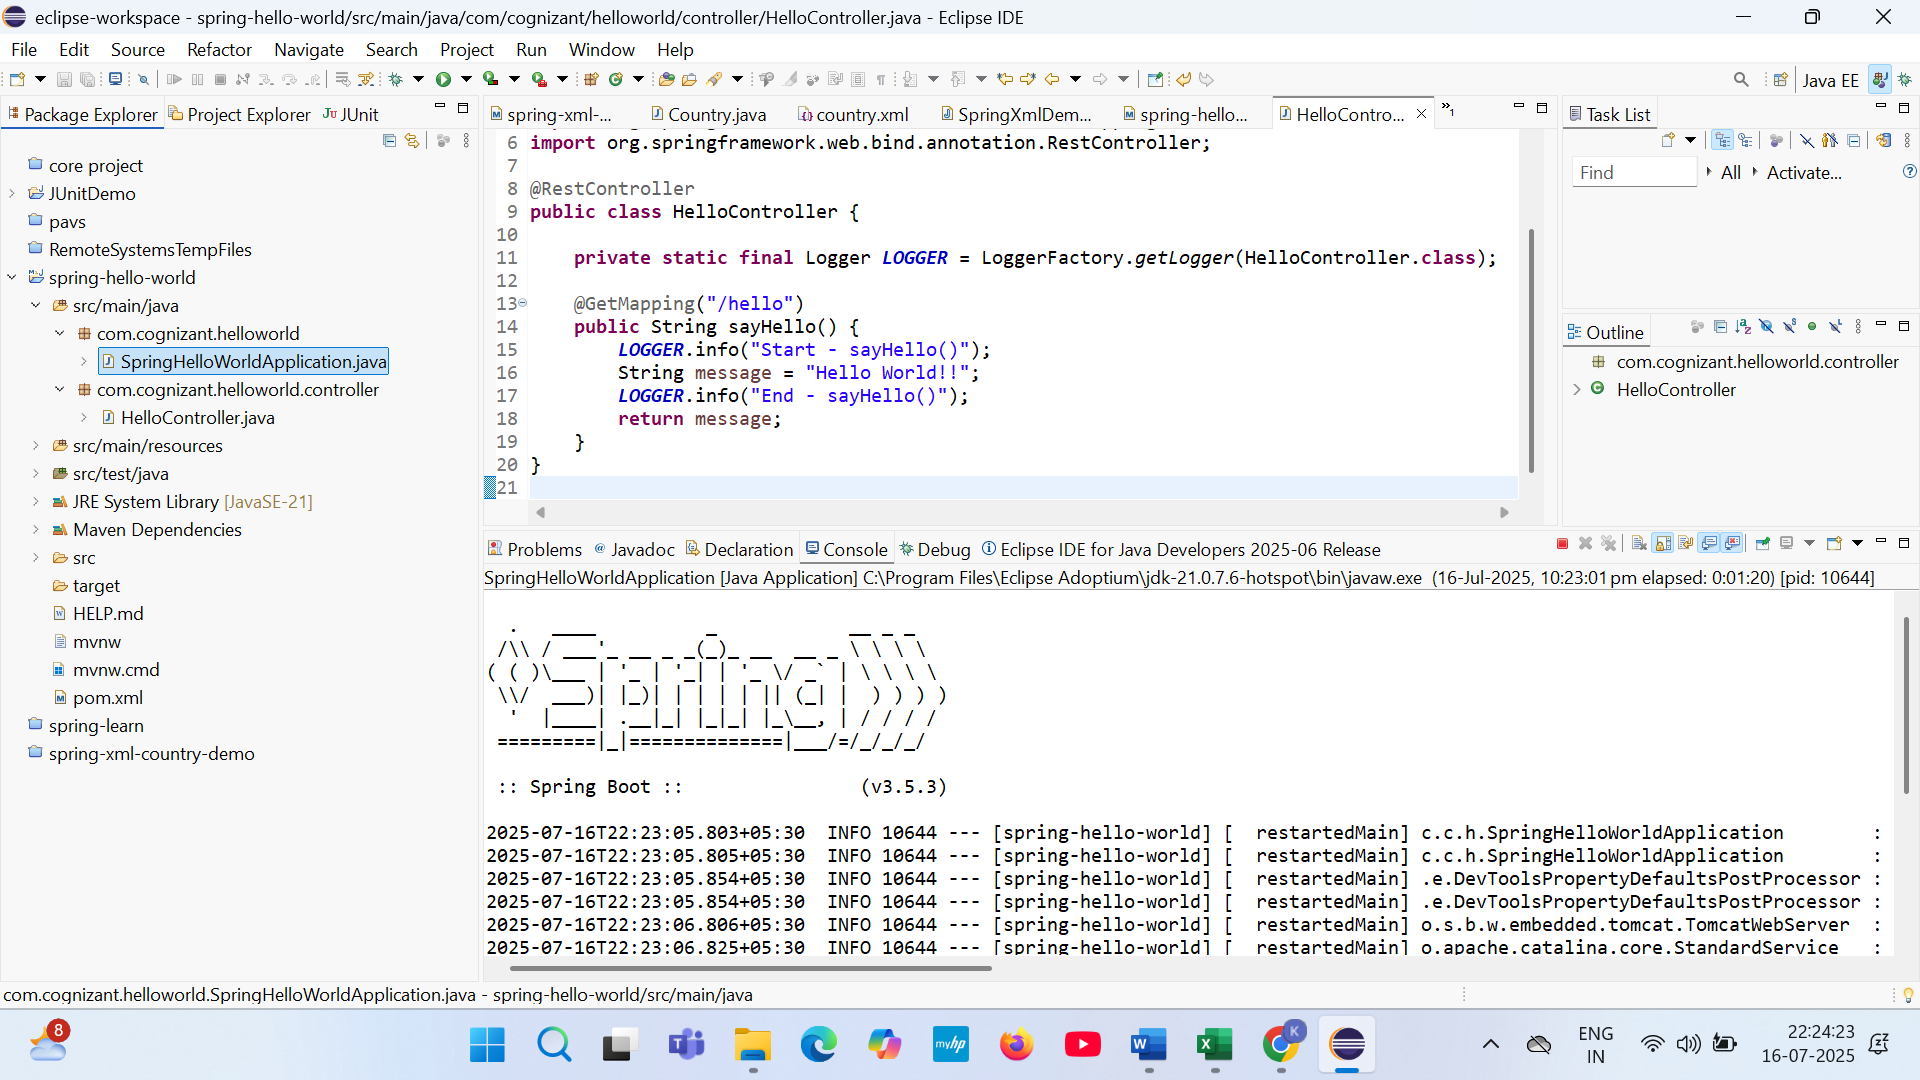 eclipse-workspace - spring-hello-world/src/main/java/com/cognizant/helloworld/controller/HelloController.java - Eclipse IDE
File Edit Source Refactor Navigate Search Project Run Window Help
Java EE
Package Explorer Project Explorer JUnit
core project
JUnitDemo
pavs
RemoteSystemsTempFiles
spring-hello-world
src/main/java
com.cognizant.helloworld
SpringHelloWorldApplication.java
com.cognizant.helloworld.controller
HelloController.java
src/main/resources
src/test/java
JRE System Library [JavaSE-21]
Maven Dependencies
src
target
HELP.md
mvnw
mvnw.cmd
pom.xml
spring-learn
spring-xml-country-demo
spring-xml-... Country.java country.xml SpringXmlDem... spring-hello... HelloContro... »1
6 import org.springframework.web.bind.annotation.RestController;
7
8 @RestController
9 public class HelloController {
10
11 private static final Logger LOGGER = LoggerFactory.getLogger(HelloController.class);
12
13 @GetMapping("/hello")
14 public String sayHello() {
15 LOGGER.info("Start - sayHello()");
16 String message = "Hello World!!";
17 LOGGER.info("End - sayHello()");
18 return message;
19 }
20 }
21
Task List
Find All Activate...
Outline
com.cognizant.helloworld.controller
HelloController
Problems Javadoc Declaration Console Debug Eclipse IDE for Java Developers 2025-06 Release
SpringHelloWorldApplication [Java Application] C:\Program Files\Eclipse Adoptium\jdk-21.0.7.6-hotspot\bin\javaw.exe (16-Jul-2025, 10:23:01 pm elapsed: 0:01:20) [pid: 10644]
Spring
:: Spring Boot :: (v3.5.3)
2025-07-16T22:23:05.803+05:30 INFO 10644 --- [spring-hello-world] [ restartedMain] c.c.h.SpringHelloWorldApplication :
2025-07-16T22:23:05.805+05:30 INFO 10644 --- [spring-hello-world] [ restartedMain] c.c.h.SpringHelloWorldApplication :
2025-07-16T22:23:05.854+05:30 INFO 10644 --- [spring-hello-world] [ restartedMain] .e.DevToolsPropertyDefaultsPostProcessor :
2025-07-16T22:23:05.854+05:30 INFO 10644 --- [spring-hello-world] [ restartedMain] .e.DevToolsPropertyDefaultsPostProcessor :
2025-07-16T22:23:06.806+05:30 INFO 10644 --- [spring-hello-world] [ restartedMain] o.s.b.w.embedded.tomcat.TomcatWebServer :
2025-07-16T22:23:06.825+05:30 INFO 10644 --- [spring-hello-world] [ restartedMain] o.apache.catalina.core.StandardService :
com.cognizant.helloworld.SpringHelloWorldApplication.java - spring-hello-world/src/main/java
8
myhp
K
ENG
IN
22:24:23
16-07-2025